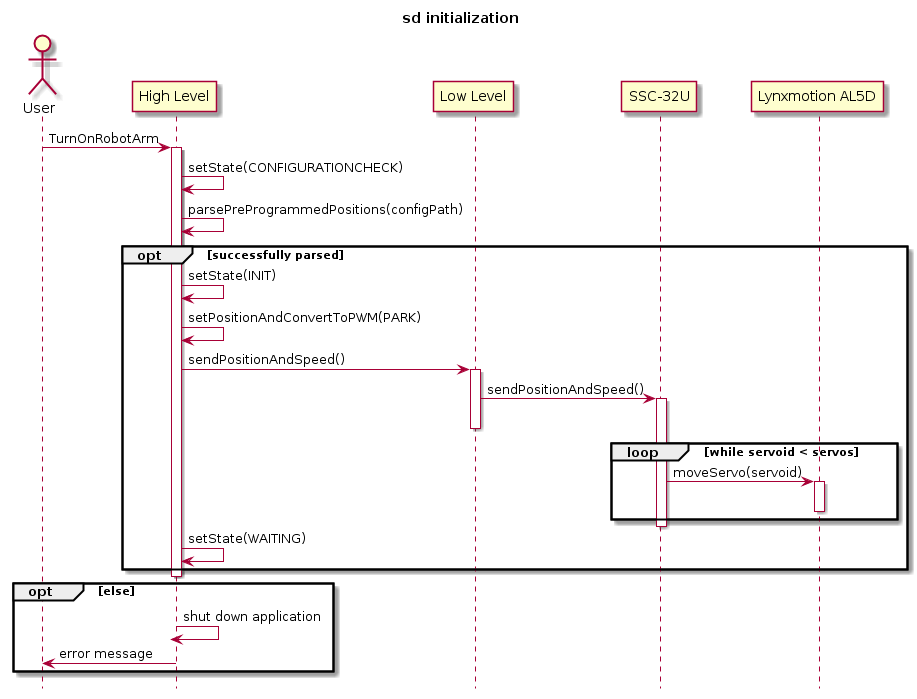 sd initialization
User
High Level
Low Level
SSC-32U
Lynxmotion AL5D
TurnOnRobotArm
setState(CONFIGURATIONCHECK)
parsePreProgrammedPositions(configPath)
opt [successfully parsed]
setState(INIT)
setPositionAndConvertToPWM(PARK)
sendPositionAndSpeed()
sendPositionAndSpeed()
loop [while servoid < servos]
moveServo(servoid)
setState(WAITING)
opt [else]
shut down application
error message